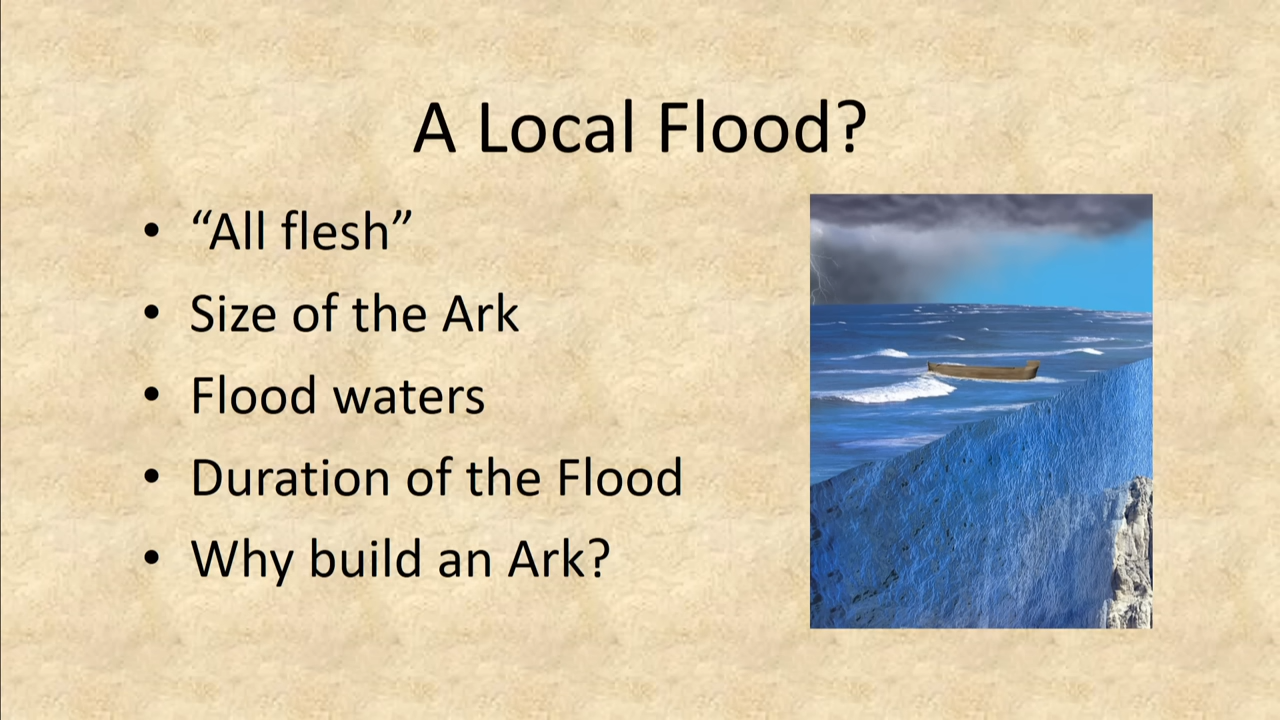 A Local Flood?
• “All flesh”
• Size of the Ark
• Flood waters
• Duration of the Flood
• Why build an Ark?